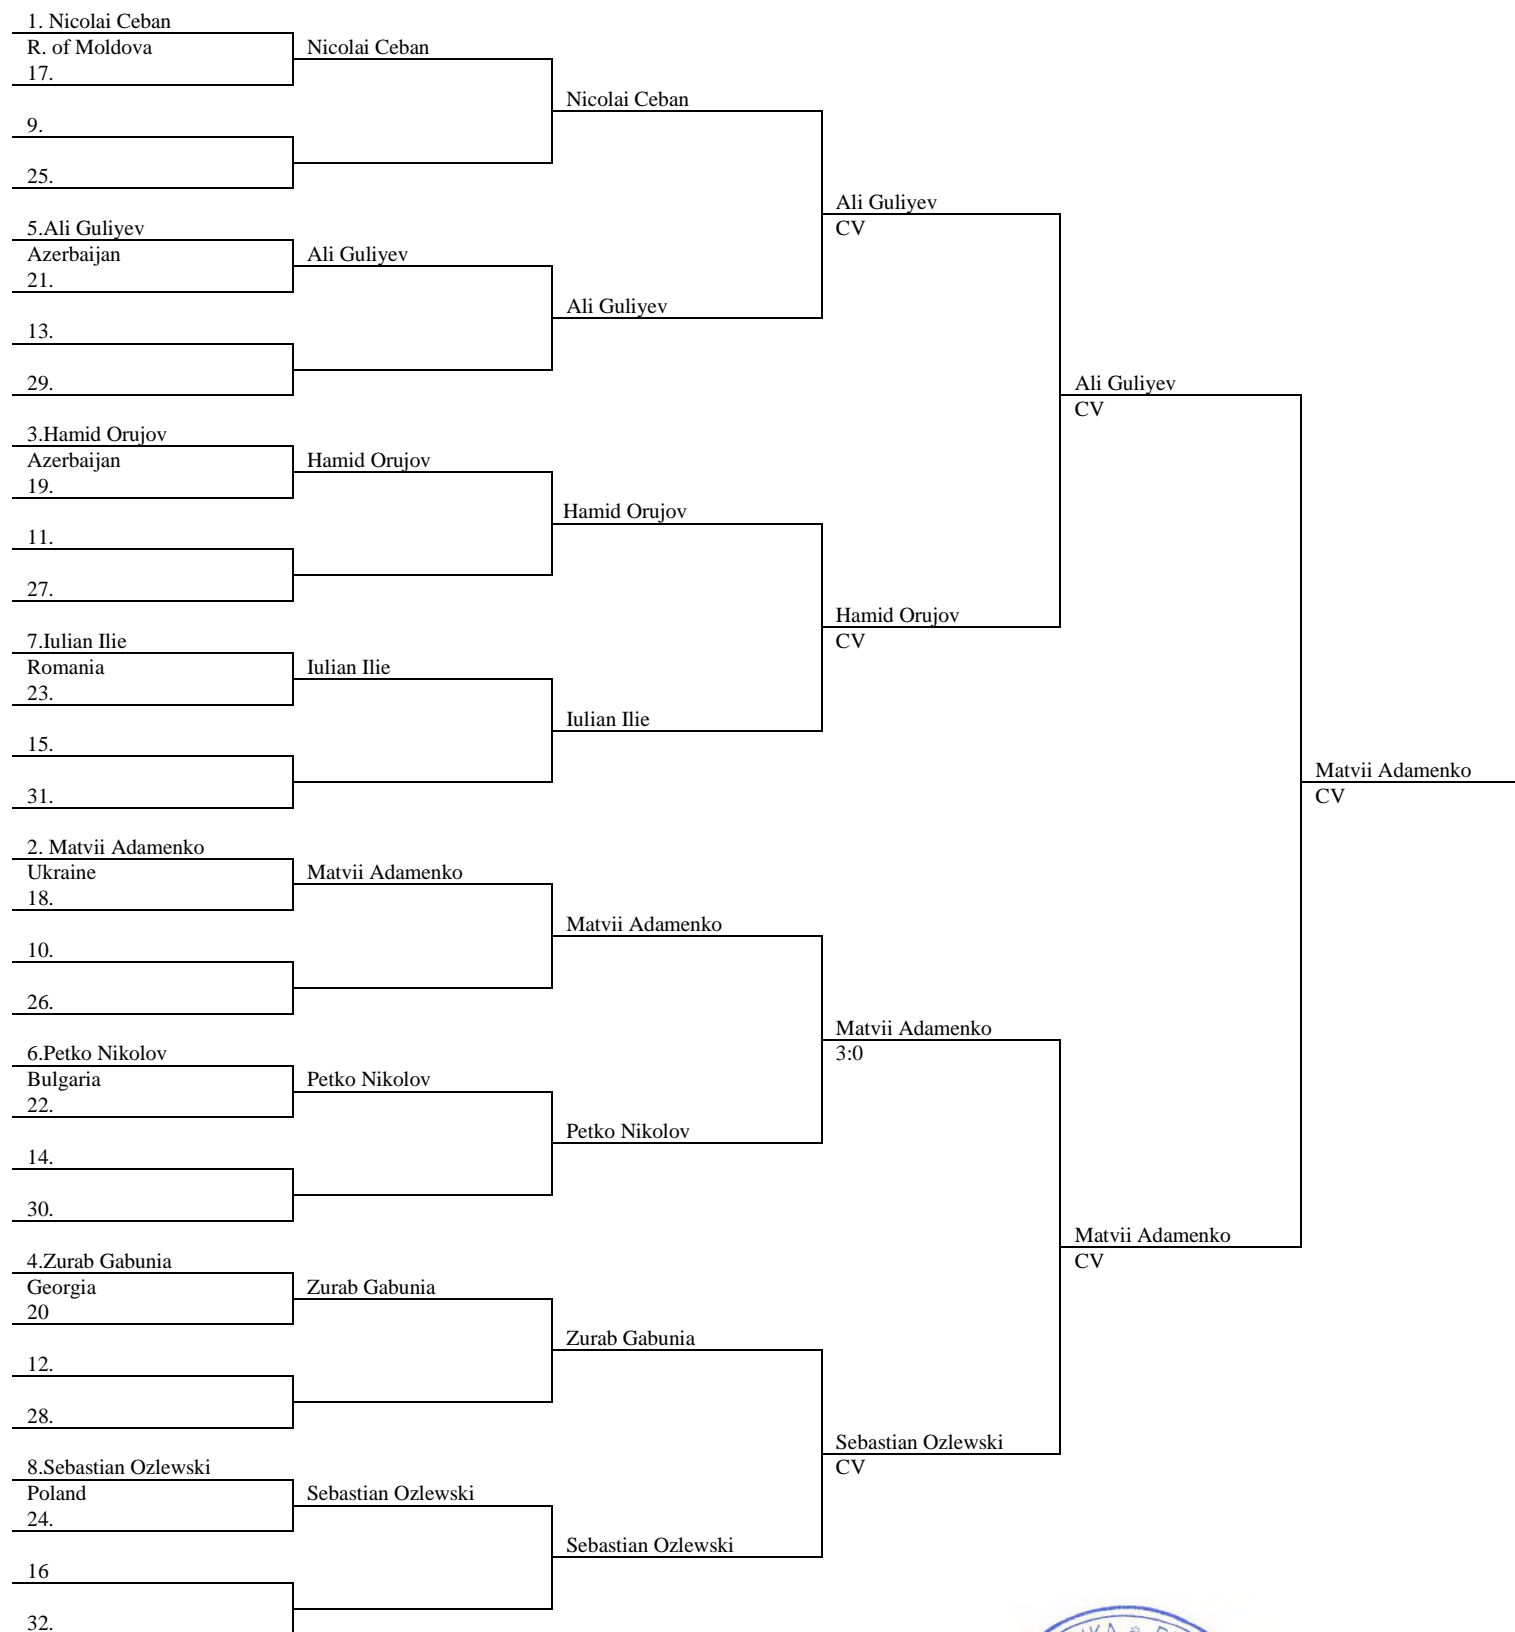 1. Nicolai Ceban
R. of Moldova
17.
Nicolai Ceban
9.
25.
Nicolai Ceban
5.Ali Guliyev
Azerbaijan
21.
Ali Guliyev
13.
29.
Ali Guliyev
Ali Guliyev
CV
3.Hamid Orujov
Azerbaijan
19.
Hamid Orujov
11.
27.
Hamid Orujov
7.Iulian Ilie
Romania
23.
Iulian Ilie
15.
31.
Iulian Ilie
Hamid Orujov
CV
Ali Guliyev
CV
2. Matvii Adamenko
Ukraine
18.
Matvii Adamenko
10.
26.
Matvii Adamenko
6.Petko Nikolov
Bulgaria
22.
Petko Nikolov
14.
30.
Petko Nikolov
Matvii Adamenko
3:0
4.Zurab Gabunia
Georgia
20
Zurab Gabunia
12.
28.
Zurab Gabunia
8.Sebastian Ozlewski
Poland
24.
Sebastian Ozlewski
16
32.
Sebastian Ozlewski
Sebastian Ozlewski
CV
Matvii Adamenko
CV
Matvii Adamenko
CV